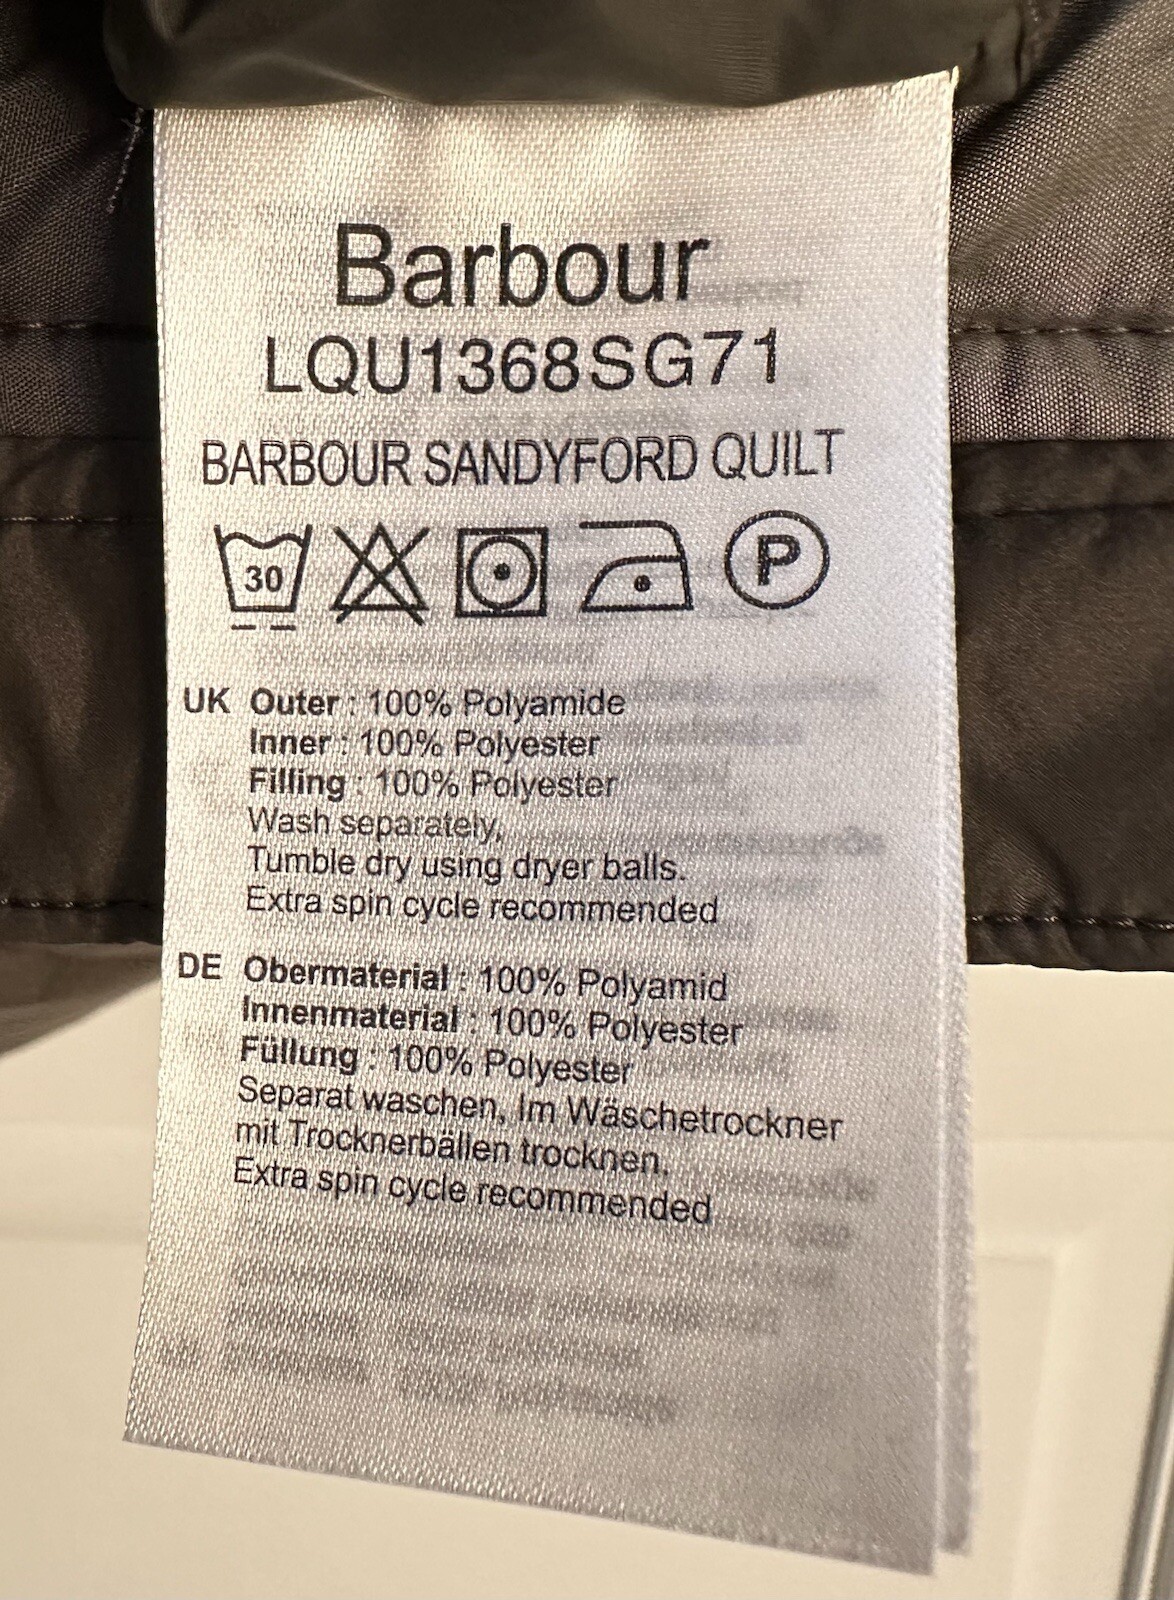 Barbour
LQU1368SG71
BARBOUR SANDYFORD QUILT
30 P
UK Outer : 100% Polyamide
Inner : 100% Polyester
Filling : 100% Polyester
Wash separately,
Tumble dry using dryer balls.
Extra spin cycle recommended
DE Obermaterial : 100% Polyamid
Innenmaterial : 100% Polyester
Füllung : 100% Polyester
Separat waschen, Im Wäschetrockner
mit Trocknerbällen trocknen.
Extra spin cycle recommended